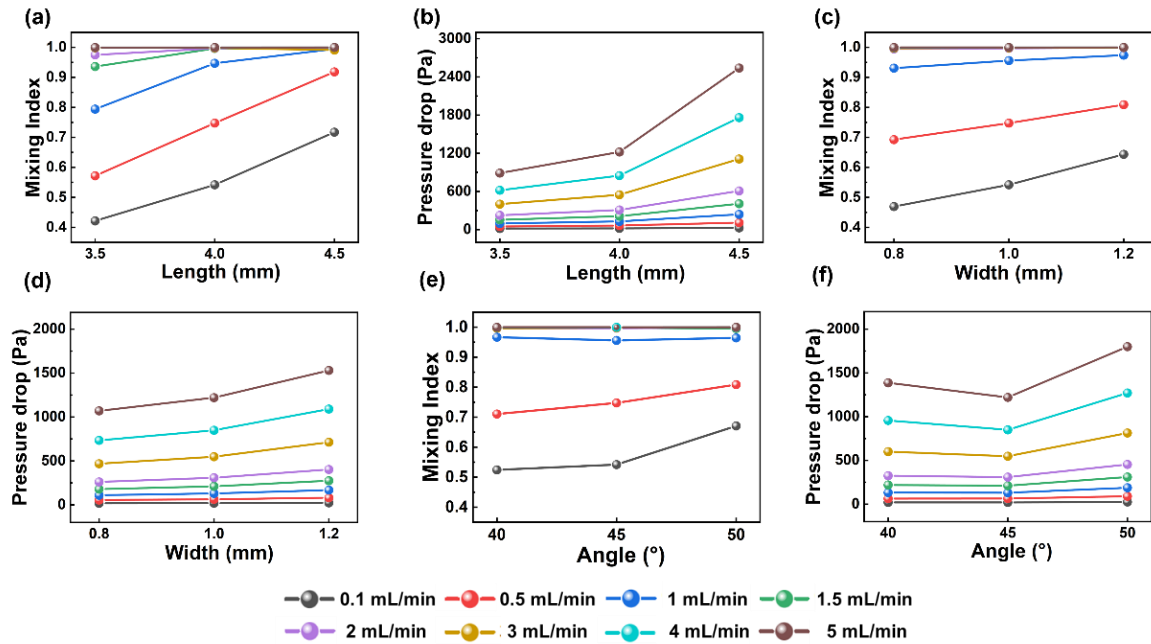 (a)
Mixing Index
1.0
0.9
0.8
0.7
0.6
0.5
0.4
3.5
4.0
4.5
Length (mm)
(b)
Pressure drop (Pa)
3000
2400
1800
1200
600
0
3.5
4.0
4.5
Length (mm)
(c)
Mixing Index
1.0
0.9
0.8
0.7
0.6
0.5
0.4
0.8
1.0
1.2
Width (mm)
(d)
Pressure drop (Pa)
2000
1500
1000
500
0
0.8
1.0
1.2
Width (mm)
(e)
Mixing Index
1.0
0.9
0.8
0.7
0.6
0.5
0.4
40
45
50
Angle (°)
(f)
Pressure drop (Pa)
2000
1500
1000
500
0
40
45
50
Angle (°)
0.1 mL/min
0.5 mL/min
1 mL/min
1.5 mL/min
2 mL/min
3 mL/min
4 mL/min
5 mL/min